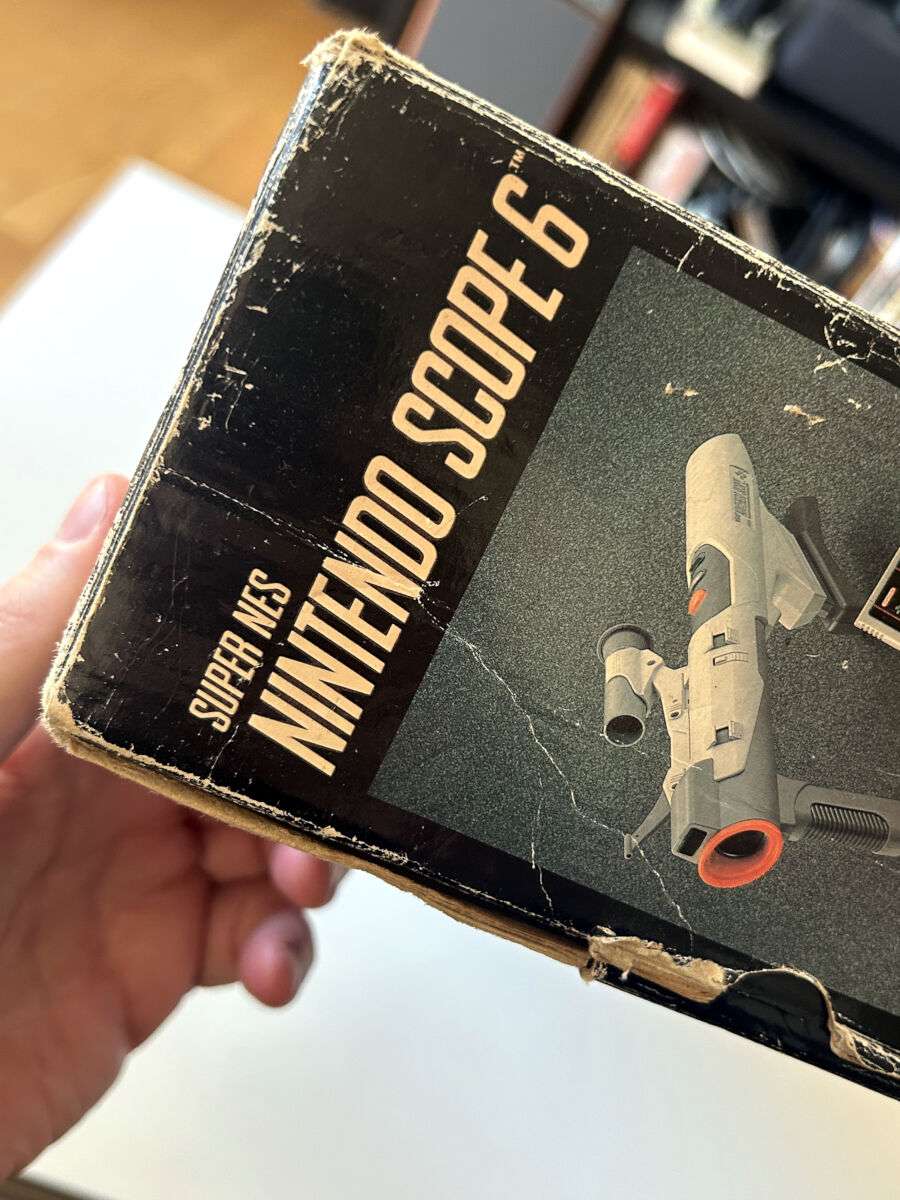 SUPER NES
NINTENDO SCOPE 6™